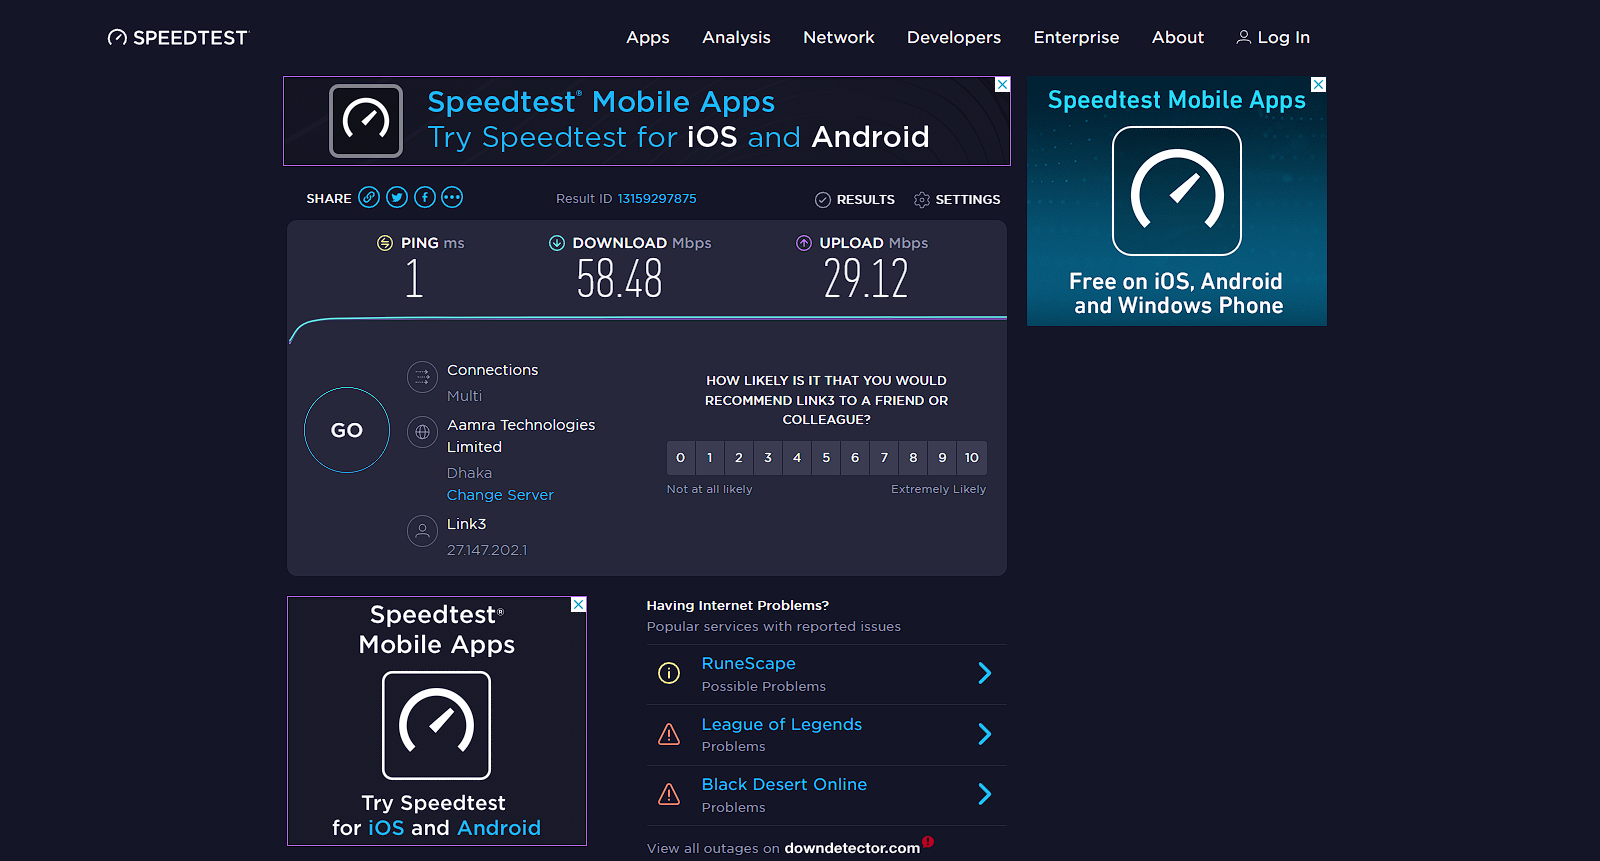 SPEEDTEST
Apps Analysis Network Developers Enterprise About Log In
Speedtest® Mobile Apps
Try Speedtest for iOS and Android
Speedtest Mobile Apps
Free on iOS, Android
and Windows Phone
SHARE Result ID 13159297875 RESULTS SETTINGS
PING ms DOWNLOAD Mbps UPLOAD Mbps
1 58.48 29.12
GO
Connections
Multi
Aamra Technologies
Limited
Dhaka
Change Server
Link3
27.147.202.1
HOW LIKELY IS IT THAT YOU WOULD
RECOMMEND LINK3 TO A FRIEND OR
COLLEAGUE?
0 1 2 3 4 5 6 7 8 9 10
Not at all likely Extremely Likely
Speedtest®
Mobile Apps
Try Speedtest
for iOS and Android
Having Internet Problems?
Popular services with reported issues
RuneScape
Possible Problems
League of Legends
Problems
Black Desert Online
Problems
View all outages on downdetector.com